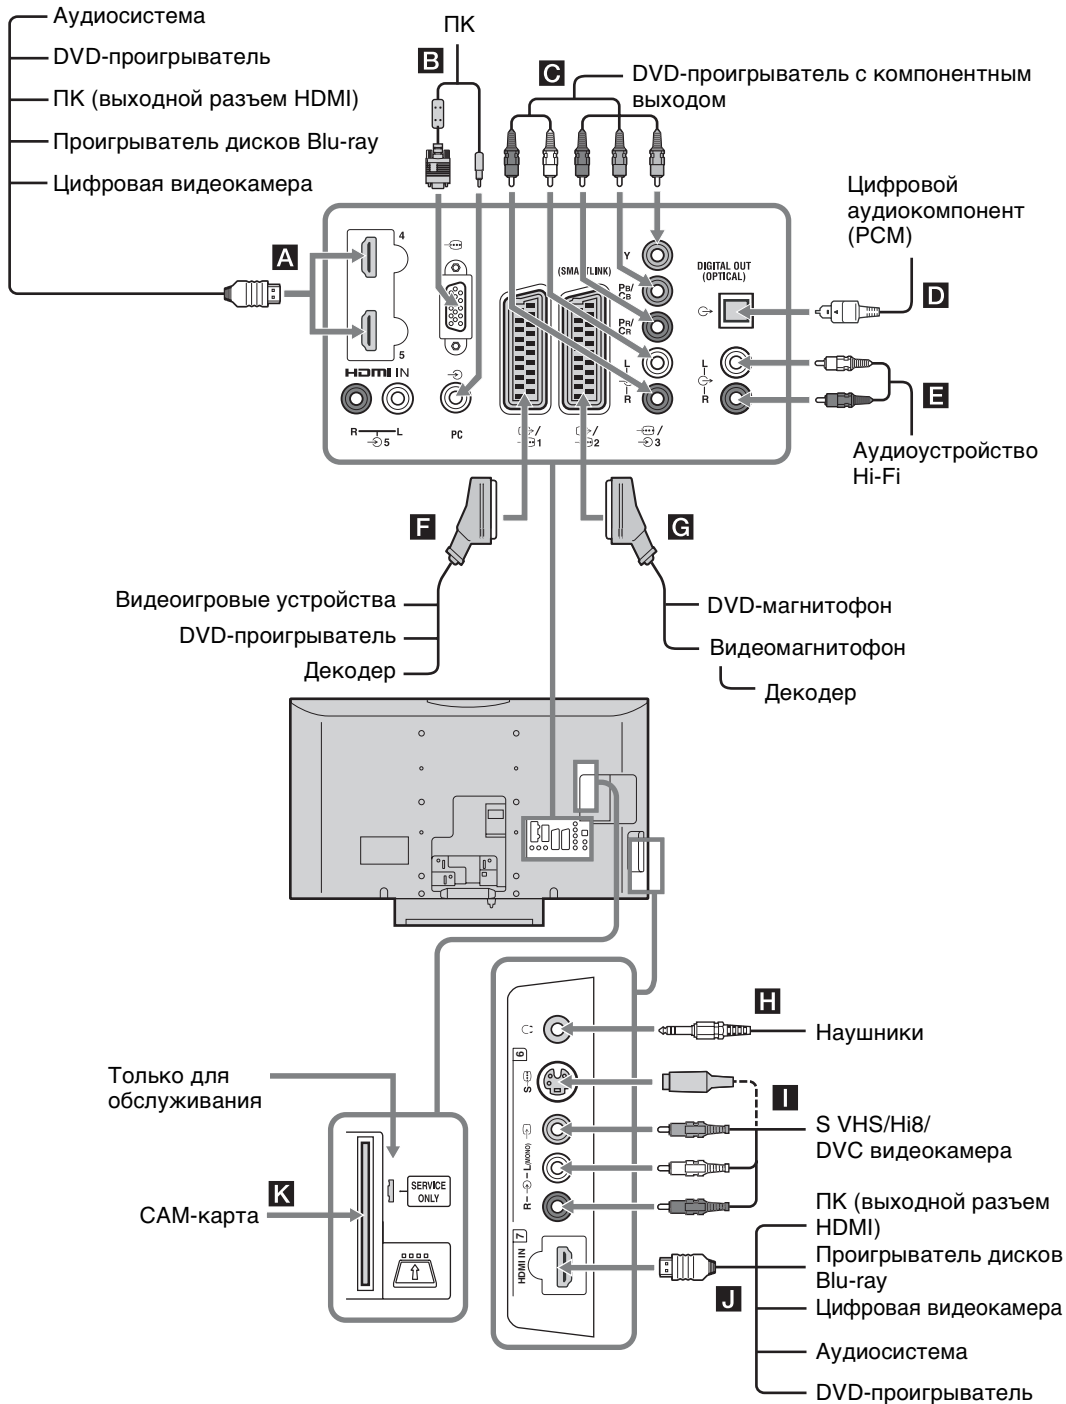 Аудиосистема
DVD-проигрыватель
ПК (выходной разъем HDMI)
Проигрыватель дисков Blu-ray
Цифровая видеокамера
ПК
B
C
DVD-проигрыватель с компонентным
выходом
Цифровой
аудиокомпонент
(PCM)
A
4
5
HDMI IN
R
L
5
PC
(SMARTLINK)
Y
PB/
CB
PR/
CR
L
R
1
2
3
DIGITAL OUT
(OPTICAL)
L
R
D
E
Аудиоустройство
Hi-Fi
F
G
Видеоигровые устройства
DVD-проигрыватель
Декодер
DVD-магнитофон
Видеомагнитофон
Декодер
H
Наушники
6
S
I
S VHS/Hi8/
DVC видеокамера
R
L (MONO)
7
HDMI IN
J
ПК (выходной разъем
HDMI)
Проигрыватель дисков
Blu-ray
Цифровая видеокамера
Аудиосистема
DVD-проигрыватель
Только для
обслуживания
SERVICE
ONLY
K
CAM-карта